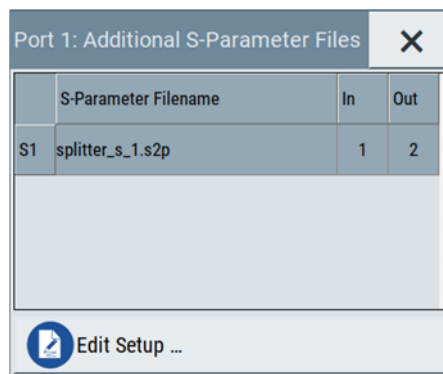 Port 1: Additional S-Parameter Files
S-Parameter Filename In Out
S1 splitter_s_1.s2p 1 2
Edit Setup ...